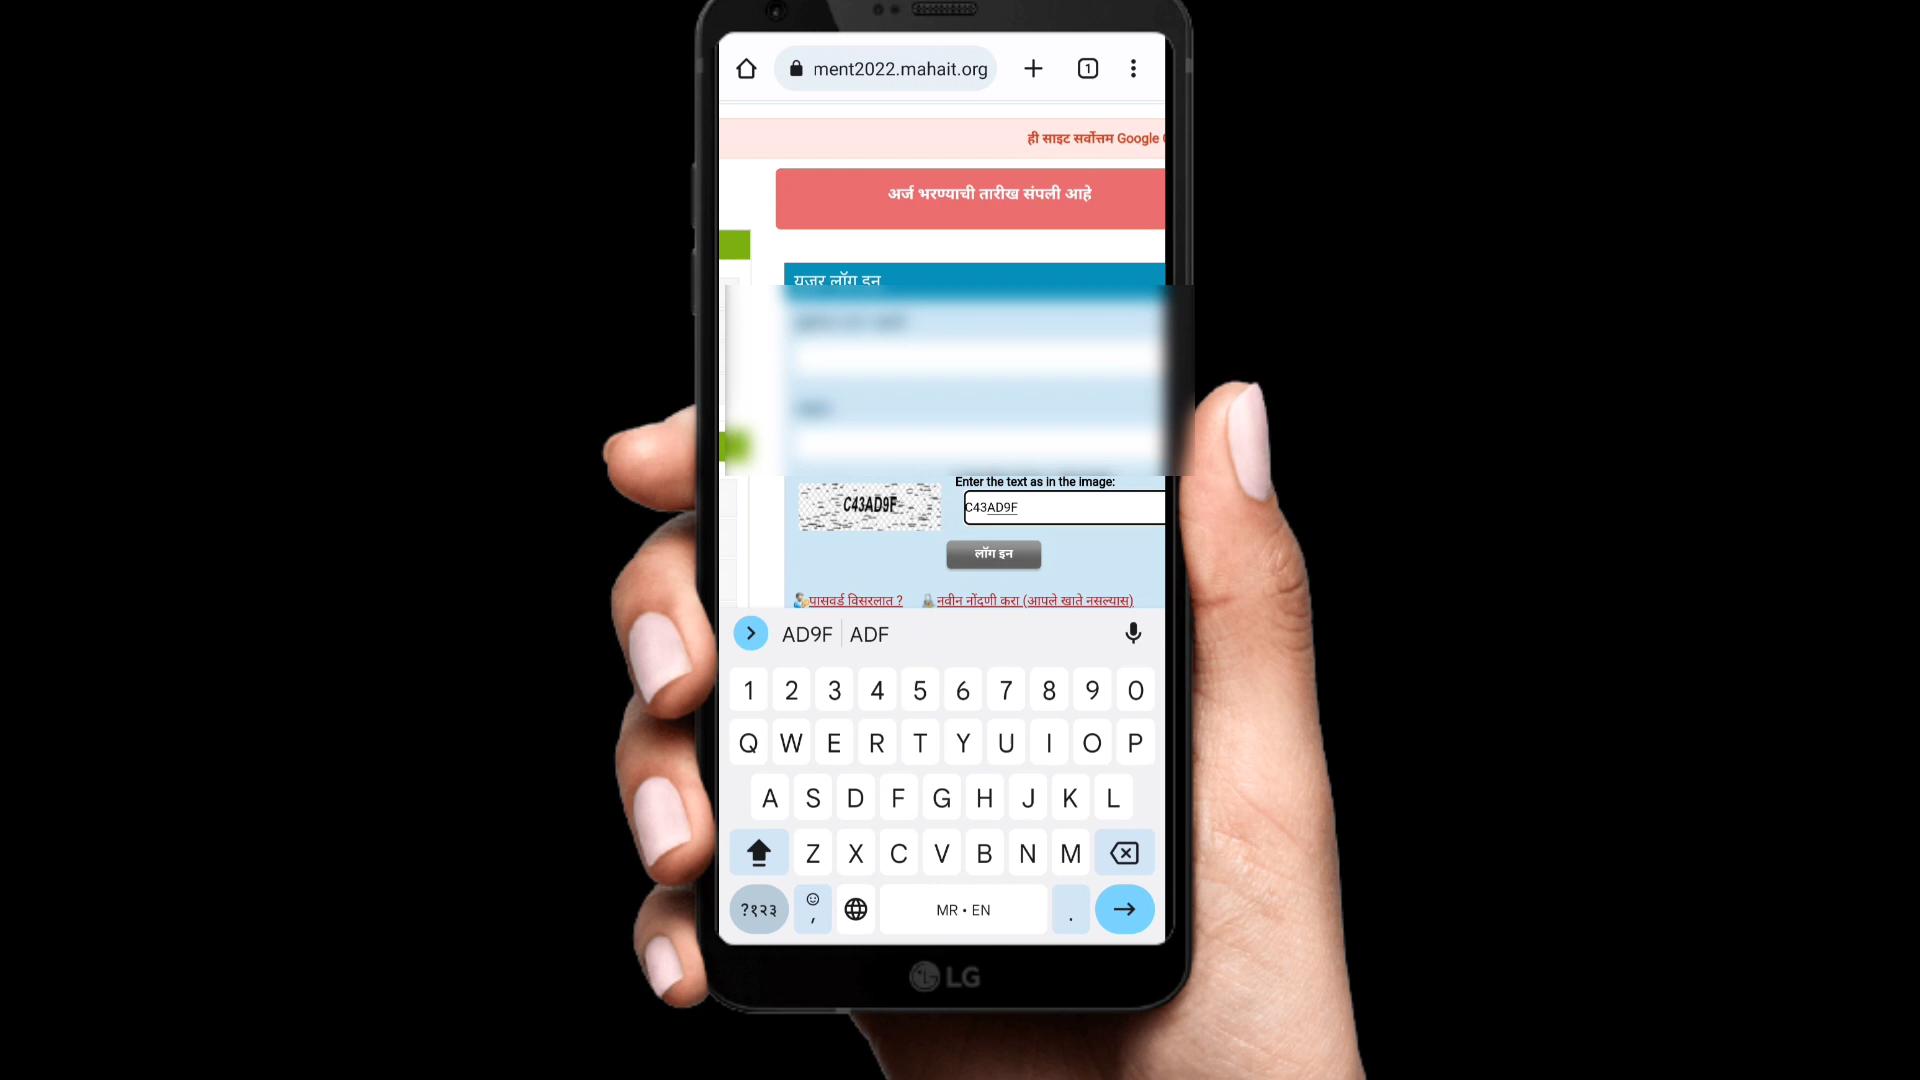 ment2022.mahait.org
1
ही साइट सर्वोत्तम Google
अर्ज भरण्याची तारीख संपली आहे
युजर लॉग इन
Enter the text as in the image:
C43AD9F
C43AD9F
लॉग इन
पासवर्ड विसरलात ?
नवीन नोंदणी करा (आपले खाते नसल्यास)
AD9F ADF
1 2 3 4 5 6 7 8 9 0
Q W E R T Y U I O P
A S D F G H J K L
Z X C V B N M
?१२३ , MR • EN .
LG